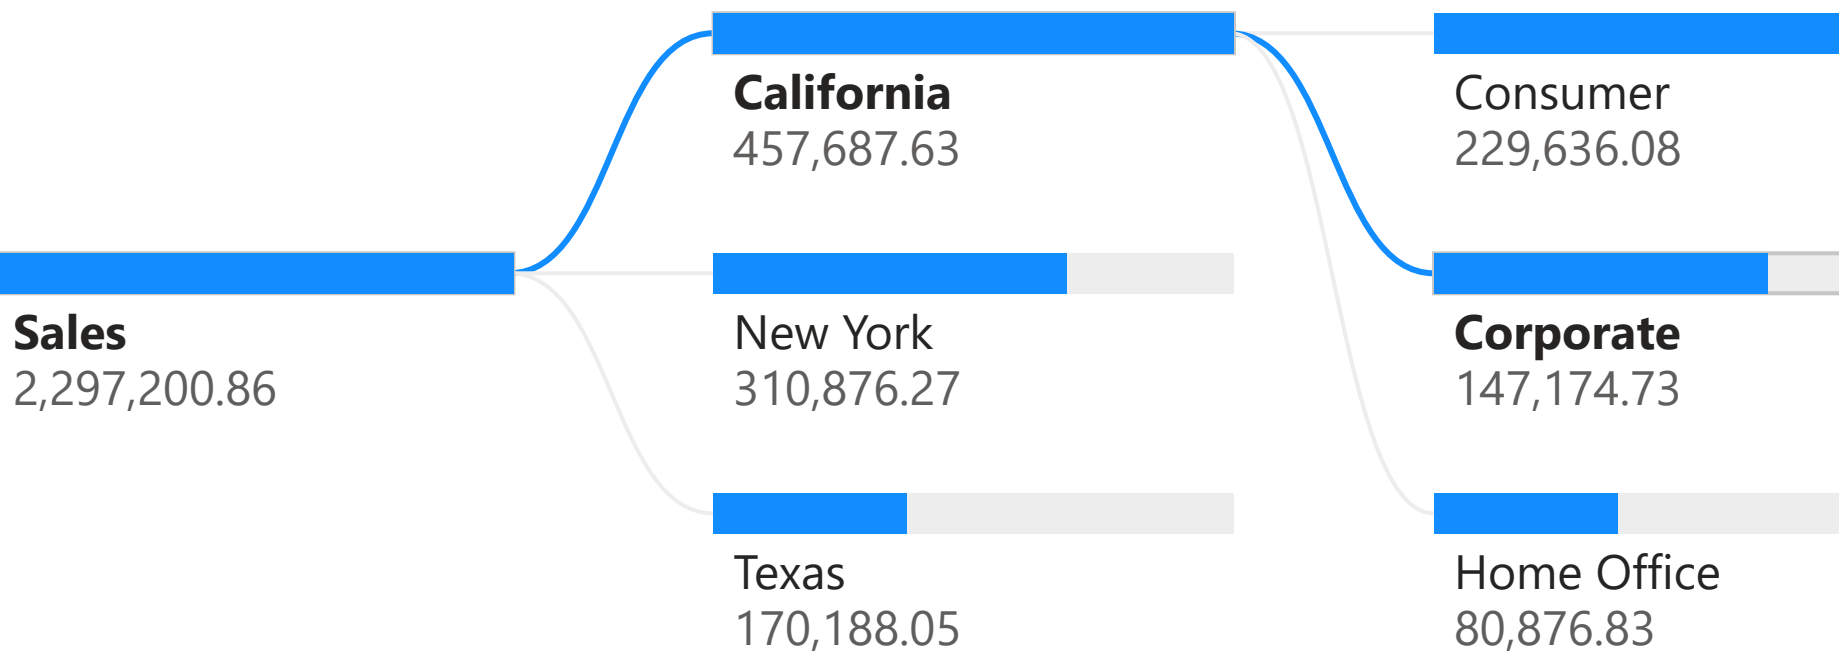 Sales
2,297,200.86
California
457,687.63
New York
310,876.27
Texas
170,188.05
Consumer
229,636.08
Corporate
147,174.73
Home Office
80,876.83